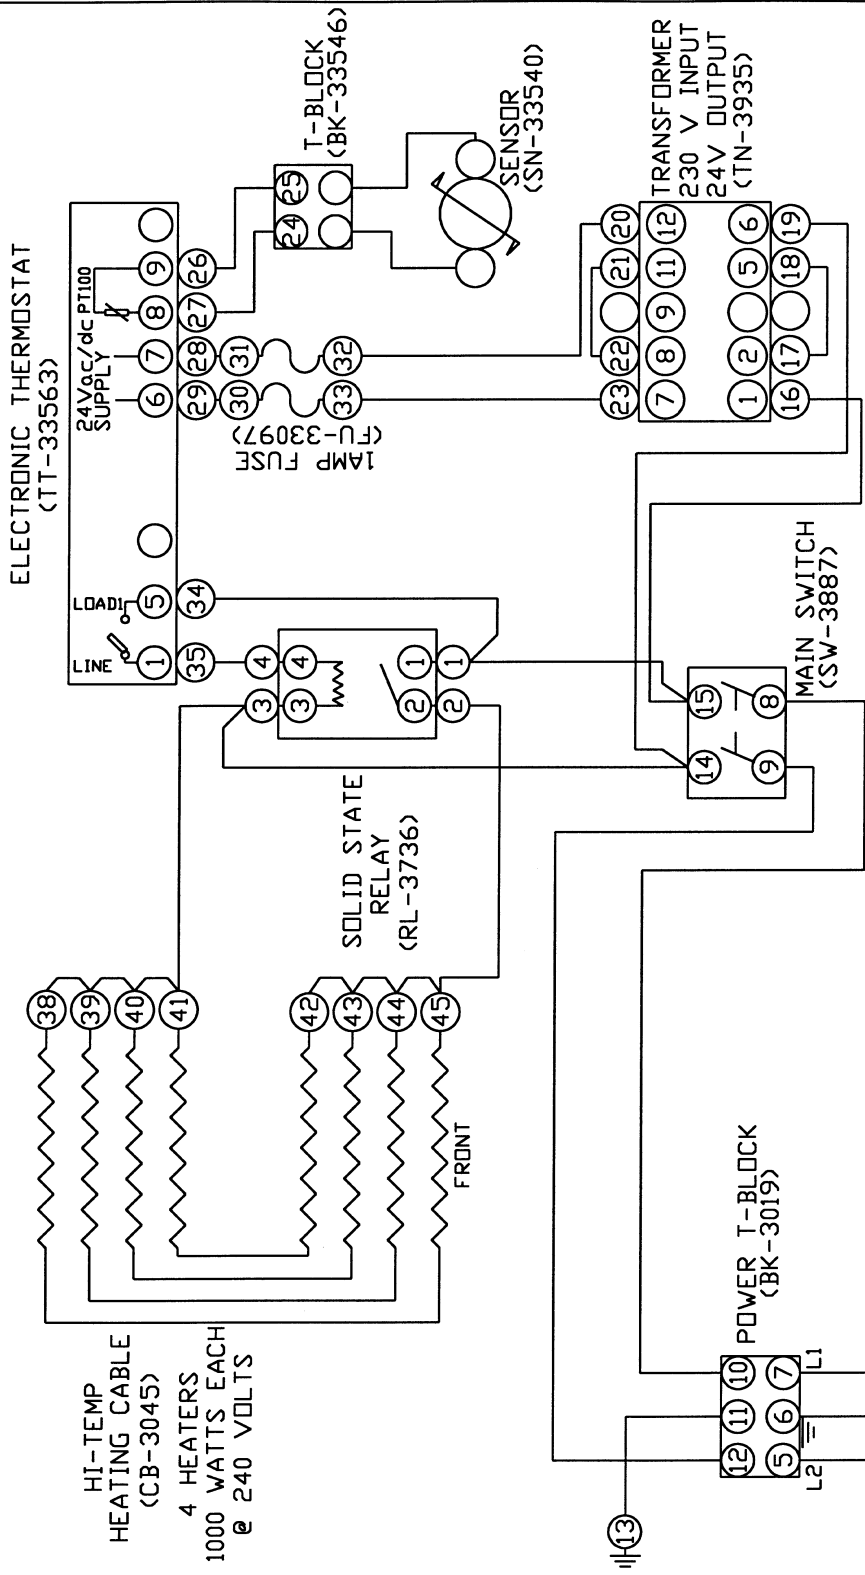 ELECTRONIC THERMOSTAT
(TT-33563)
LINE
LOAD1
24Vac/dc
SUPPLY
PT100
1
5
6
7
8
9
35
34
29
28
27
26
30
31
33
32
1AMP FUSE
(FU-33097)
T-BLOCK
(BK-33546)
24
25
SENSOR
(SN-33540)
TRANSFORMER
230 V INPUT
24V OUTPUT
(TN-3935)
23
22
21
20
7
8
9
11
12
1
2
5
6
16
17
18
19
3
4
3
4
2
1
2
1
SOLID STATE
RELAY
(RL-3736)
MAIN SWITCH
(SW-3887)
14
15
9
8
38
39
40
41
42
43
44
45
FRONT
HI-TEMP
HEATING CABLE
(CB-3045)
4 HEATERS
1000 WATTS EACH
@ 240 VOLTS
POWER T-BLOCK
(BK-3019)
12
11
10
5
6
7
L2
L1
13